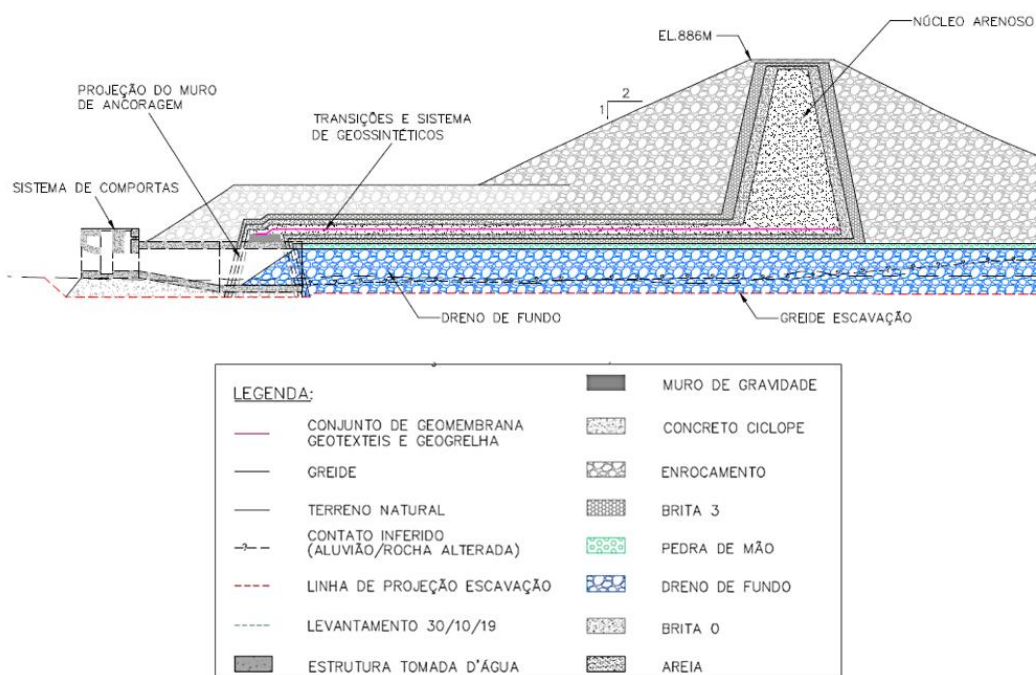 NÚCLEO ARENOSO
EL.886M
PROJEÇÃO DO MURO
DE ANCORAGEM
2
1
TRANSIÇÕES E SISTEMA
DE GEOSSINTÉTICOS
SISTEMA DE COMPORTAS
DRENO DE FUNDO
GREIDE ESCAVAÇÃO
LEGENDA:
CONJUNTO DE GEOMEMBRANA
GEOTEXTEIS E GEOGRELHA
GREIDE
TERRENO NATURAL
CONTATO INFERIDO
(ALUVIÃO/ROCHA ALTERADA)
LINHA DE PROJEÇÃO ESCAVAÇÃO
LEVANTAMENTO 30/10/19
ESTRUTURA TOMADA D'ÁGUA
MURO DE GRAVIDADE
CONCRETO CICLOPE
ENROCAMENTO
BRITA 3
PEDRA DE MÃO
DRENO DE FUNDO
BRITA 0
AREIA